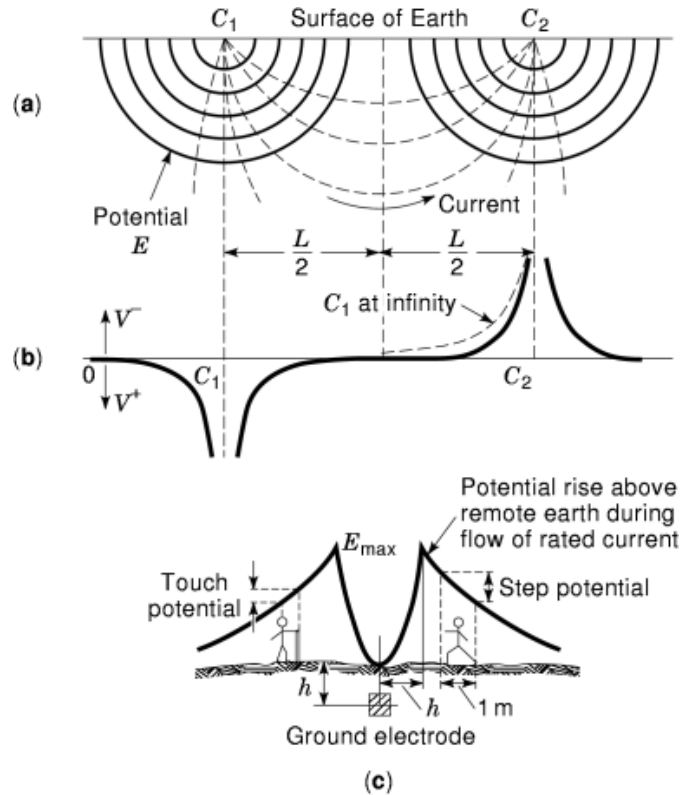 C₁ Surface of Earth C₂
(a)
Potential
E
Current
L/2 L/2
C₁ at infinity
V⁻
(b)
0 C₁ C₂
V⁺
Potential rise above
remote earth during
flow of rated current
Eₘₐₓ
Touch
potential
Step potential
h
h 1 m
Ground electrode
(c)